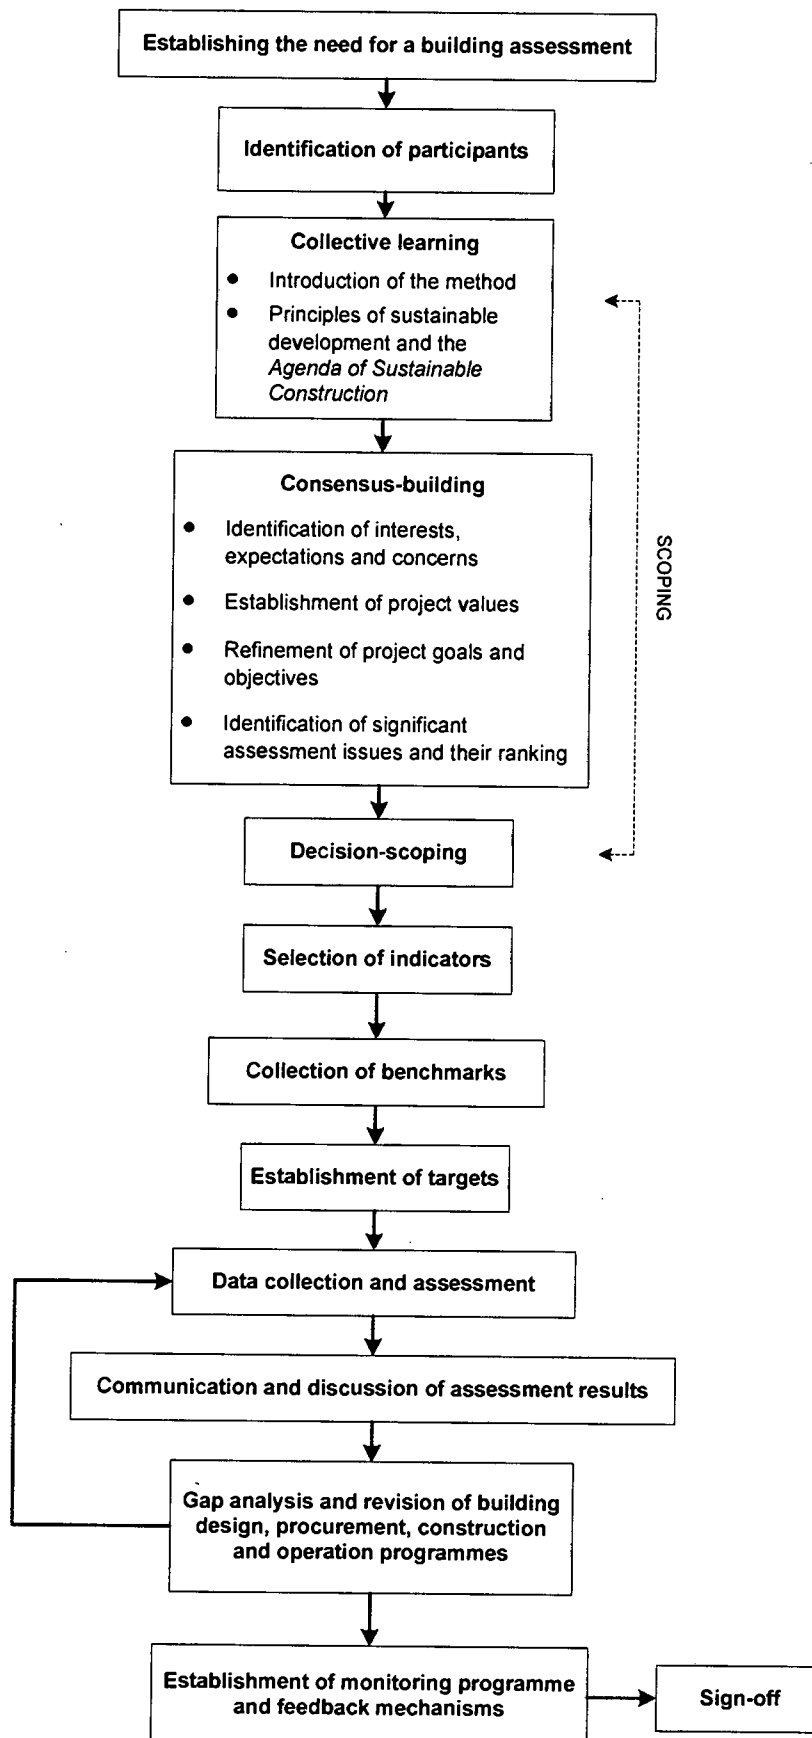 Establishing the need for a building assessment
Identification of participants
Collective learning
● Introduction of the method
● Principles of sustainable
development and the
Agenda of Sustainable
Construction
Consensus-building
● Identification of interests,
expectations and concerns
● Establishment of project values
● Refinement of project goals and
objectives
● Identification of significant
assessment issues and their ranking
SCOPING
Decision-scoping
Selection of indicators
Collection of benchmarks
Establishment of targets
Data collection and assessment
Communication and discussion of assessment results
Gap analysis and revision of building
design, procurement, construction
and operation programmes
Establishment of monitoring programme
and feedback mechanisms
Sign-off